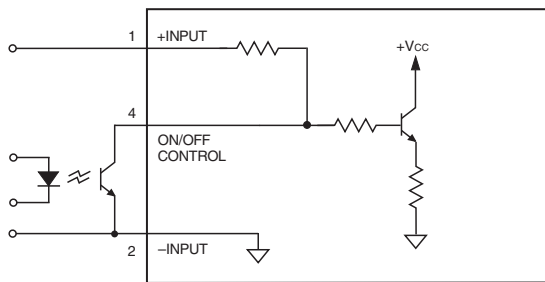 1 +INPUT
+VCC
4
ON/OFF
CONTROL
2 –INPUT